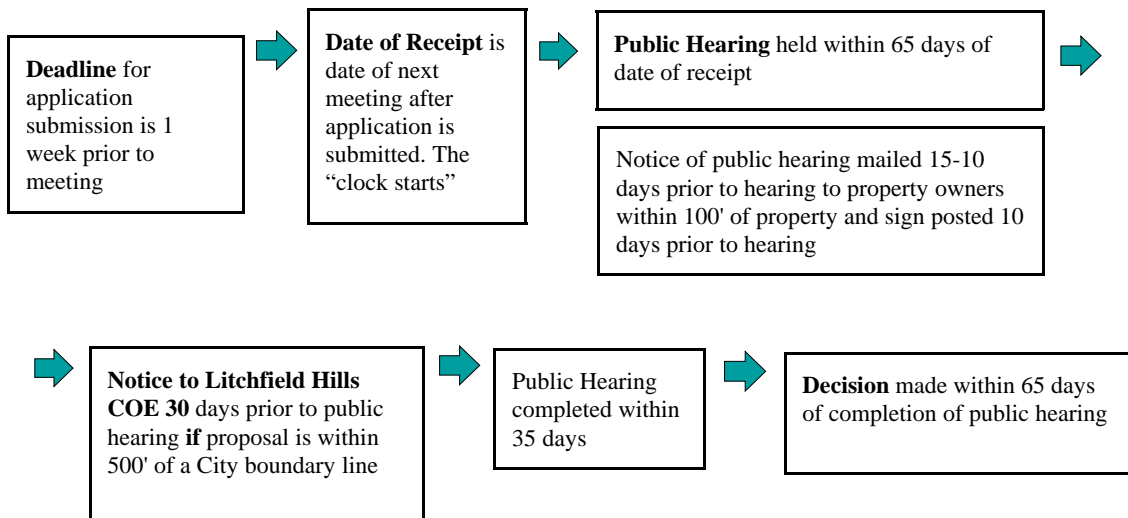 Deadline for
application
submission is 1
week prior to
meeting
Date of Receipt is
date of next
meeting after
application is
submitted. The
“clock starts”
Public Hearing held within 65 days of
date of receipt
Notice of public hearing mailed 15-10
days prior to hearing to property owners
within 100' of property and sign posted 10
days prior to hearing
Notice to Litchfield Hills
COE 30 days prior to public
hearing if proposal is within
500' of a City boundary line
Public Hearing
completed within
35 days
Decision made within 65 days
of completion of public hearing